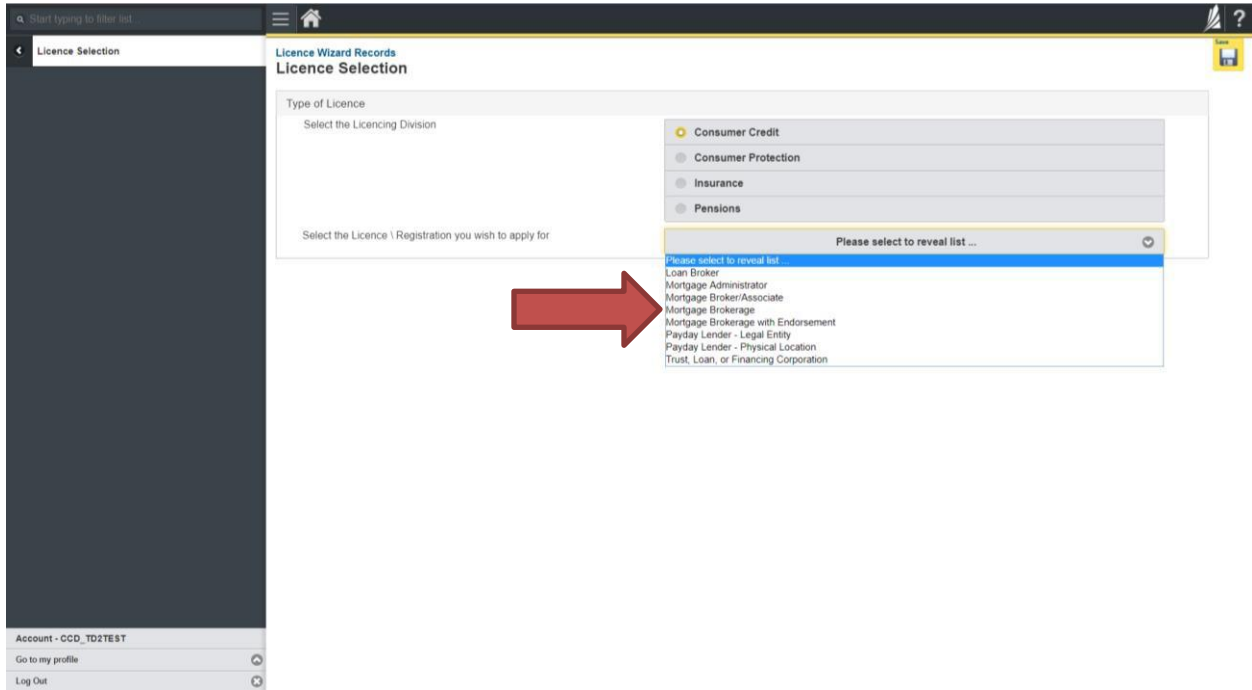 Start typing to filter list
Licence Selection
?
Save
Licence Wizard Records
Licence Selection
Type of Licence
Select the Licencing Division
Consumer Credit
Consumer Protection
Insurance
Pensions
Select the Licence \ Registration you wish to apply for
Please select to reveal list ...
Please select to reveal list ...
Loan Broker
Mortgage Administrator
Mortgage Broker/Associate
Mortgage Brokerage
Mortgage Brokerage with Endorsement
Payday Lender - Legal Entity
Payday Lender - Physical Location
Trust, Loan, or Financing Corporation
Account - CCD_TD2TEST
Go to my profile
Log Out